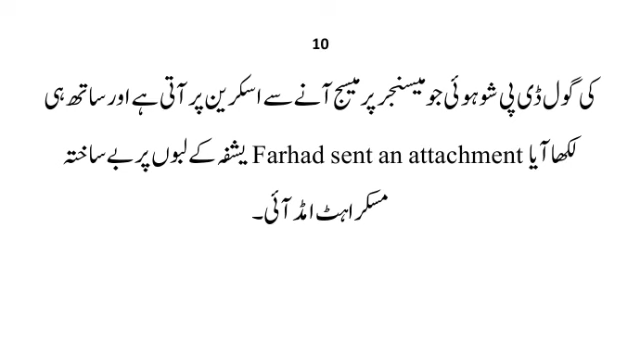 10
کی گول ڈی پی شو ہوئی جو میسنجر پر میسج آنے سے اسکرین پر آتی ہے اور ساتھ ہی
لکھا آیا Farhad sent an attachment یشفہ کے لبوں پر بے ساختہ
مسکراہٹ امڈ آئی۔